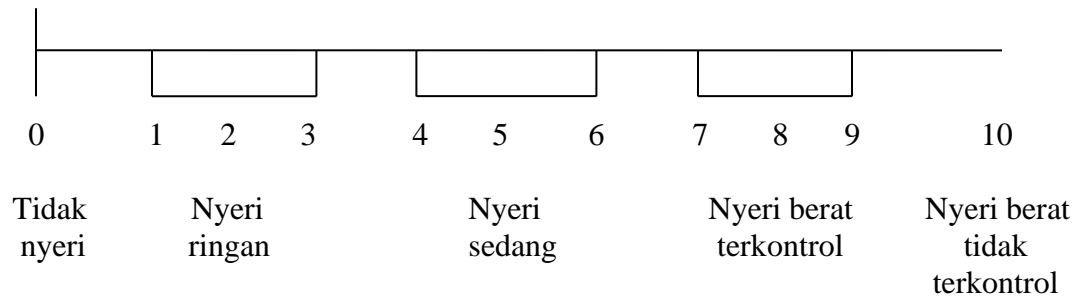 0 1 2 3 4 5 6 7 8 9 10
Tidak Nyeri Nyeri Nyeri berat Nyeri berat
nyeri ringan sedang terkontrol tidak
terkontrol